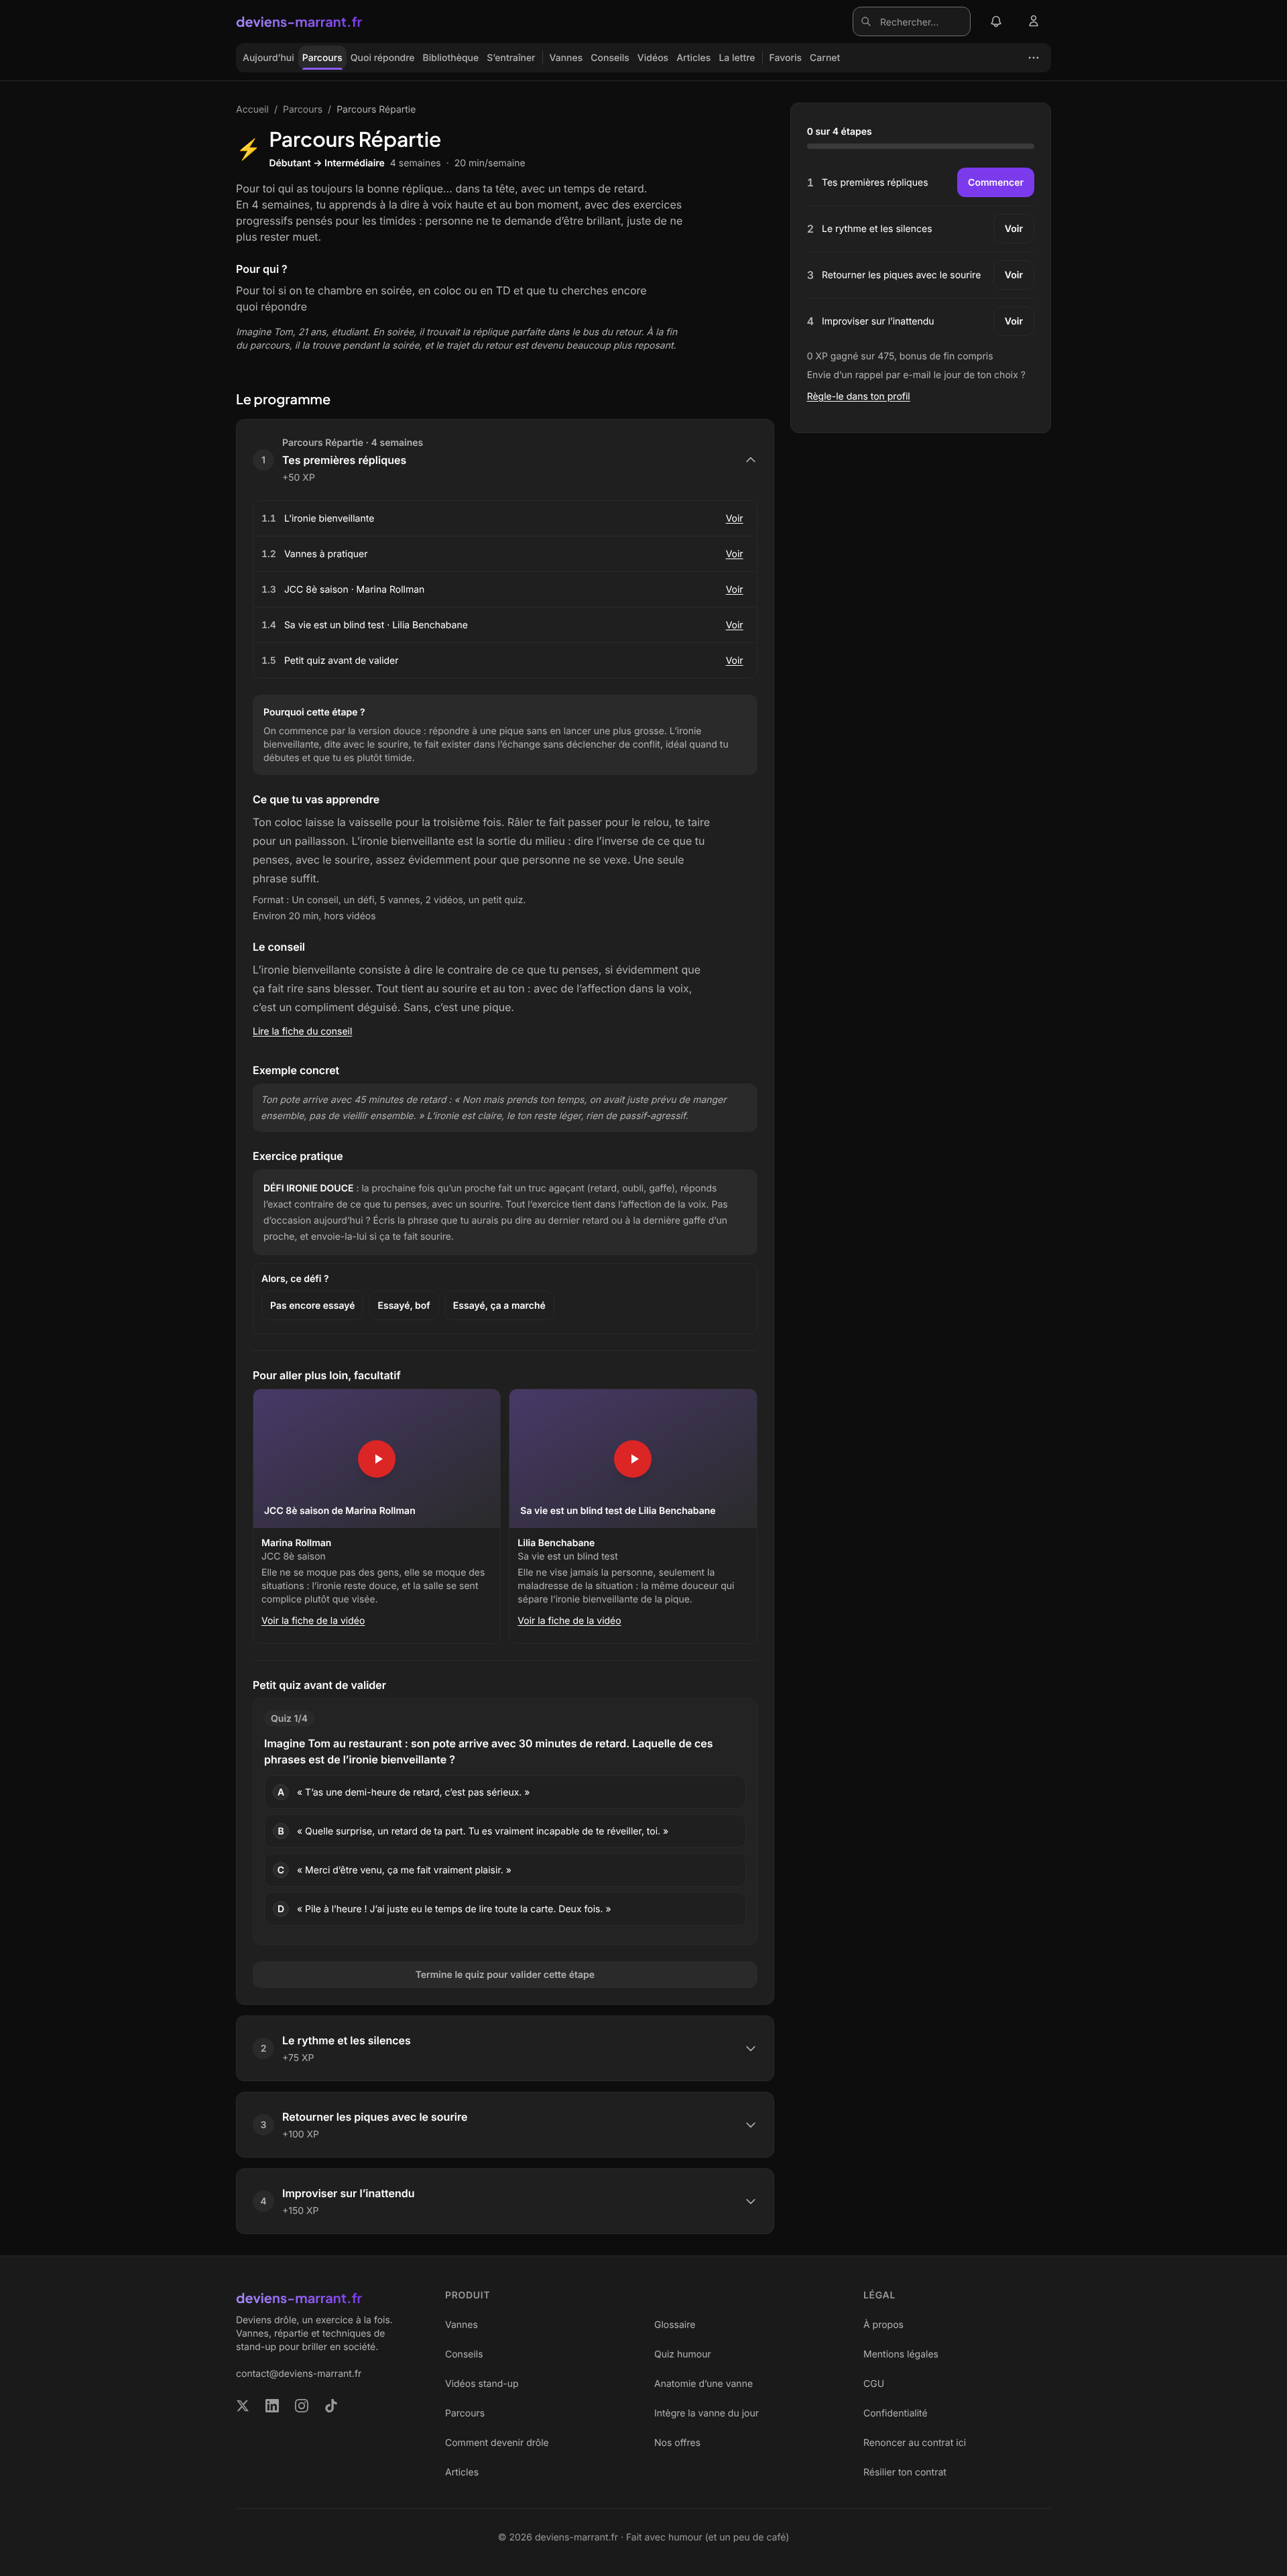 deviens-marrant.fr
Rechercher...
Aujourd'hui Parcours Quoi répondre Bibliothèque S'entraîner Vannes Conseils Vidéos Articles La lettre Favoris Carnet
Accueil / Parcours / Parcours Répartie
Parcours Répartie
Débutant → Intermédiaire 4 semaines · 20 min/semaine
Pour toi qui as toujours la bonne réplique… dans ta tête, avec un temps de retard.
En 4 semaines, tu apprends à la dire à voix haute et au bon moment, avec des exercices
progressifs pensés pour les timides : personne ne te demande d'être brillant, juste de ne
plus rester muet.
Pour qui ?
Pour toi si on te chambre en soirée, en coloc ou en TD et que tu cherches encore
quoi répondre
Imagine Tom, 21 ans, étudiant. En soirée, il trouvait la réplique parfaite dans le bus du retour. À la fin
du parcours, il la trouve pendant la soirée, et le trajet du retour est devenu beaucoup plus reposant.
0 sur 4 étapes
1 Tes premières répliques Commencer
2 Le rythme et les silences Voir
3 Retourner les piques avec le sourire Voir
4 Improviser sur l'inattendu Voir
0 XP gagné sur 475, bonus de fin compris
Envie d'un rappel par e-mail le jour de ton choix ?
Règle-le dans ton profil
Le programme
Parcours Répartie · 4 semaines
1 Tes premières répliques
+50 XP
1.1 L'ironie bienveillante Voir
1.2 Vannes à pratiquer Voir
1.3 JCC 8è saison · Marina Rollman Voir
1.4 Sa vie est un blind test · Lilia Benchabane Voir
1.5 Petit quiz avant de valider Voir
Pourquoi cette étape ?
On commence par la version douce : répondre à une pique sans en lancer une plus grosse. L'ironie
bienveillante, dite avec le sourire, te fait exister dans l'échange sans déclencher de conflit, idéal quand tu
débutes et que tu es plutôt timide.
Ce que tu vas apprendre
Ton coloc laisse la vaisselle pour la troisième fois. Râler te fait passer pour le relou, te taire
pour un paillasson. L'ironie bienveillante est la sortie du milieu : dire l'inverse de ce que tu
penses, avec le sourire, assez évidemment pour que personne ne se vexe. Une seule
phrase suffit.
Format : Un conseil, un défi, 5 vannes, 2 vidéos, un petit quiz.
Environ 20 min, hors vidéos
Le conseil
L'ironie bienveillante consiste à dire le contraire de ce que tu penses, si évidemment que
ça fait rire sans blesser. Tout tient au sourire et au ton : avec de l'affection dans la voix,
c'est un compliment déguisé. Sans, c'est une pique.
Lire la fiche du conseil
Exemple concret
Ton pote arrive avec 45 minutes de retard : « Non mais prends ton temps, on avait juste prévu de manger
ensemble, pas de vieillir ensemble. » L'ironie est claire, le ton reste léger, rien de passif-agressif.
Exercice pratique
DÉFI IRONIE DOUCE : la prochaine fois qu'un proche fait un truc agaçant (retard, oubli, gaffe), réponds
l'exact contraire de ce que tu penses, avec un sourire. Tout l'exercice tient dans l'affection de la voix. Pas
d'occasion aujourd'hui ? Écris la phrase que tu aurais pu dire au dernier retard ou à la dernière gaffe d'un
proche, et envoie-la-lui si ça te fait sourire.
Alors, ce défi ?
Pas encore essayé Essayé, bof Essayé, ça a marché
Pour aller plus loin, facultatif
JCC 8è saison de Marina Rollman
Marina Rollman
JCC 8è saison
Elle ne se moque pas des gens, elle se moque des
situations : l'ironie reste douce, et la salle se sent
complice plutôt que visée.
Voir la fiche de la vidéo
Sa vie est un blind test de Lilia Benchabane
Lilia Benchabane
Sa vie est un blind test
Elle ne vise jamais la personne, seulement la
maladresse de la situation : la même douceur qui
sépare l'ironie bienveillante de la pique.
Voir la fiche de la vidéo
Petit quiz avant de valider
Quiz 1/4
Imagine Tom au restaurant : son pote arrive avec 30 minutes de retard. Laquelle de ces
phrases est de l'ironie bienveillante ?
A « T'as une demi-heure de retard, c'est pas sérieux. »
B « Quelle surprise, un retard de ta part. Tu es vraiment incapable de te réveiller, toi. »
C « Merci d'être venu, ça me fait vraiment plaisir. »
D « Pile à l'heure ! J'ai juste eu le temps de lire toute la carte. Deux fois. »
Termine le quiz pour valider cette étape
2 Le rythme et les silences
+75 XP
3 Retourner les piques avec le sourire
+100 XP
4 Improviser sur l'inattendu
+150 XP
deviens-marrant.fr
Deviens drôle, un exercice à la fois.
Vannes, répartie et techniques de
stand-up pour briller en société.
contact@deviens-marrant.fr
PRODUIT
Vannes
Conseils
Vidéos stand-up
Parcours
Comment devenir drôle
Articles
Glossaire
Quiz humour
Anatomie d'une vanne
Intègre la vanne du jour
Nos offres
LÉGAL
À propos
Mentions légales
CGU
Confidentialité
Renoncer au contrat ici
Résilier ton contrat
© 2026 deviens-marrant.fr · Fait avec humour (et un peu de café)